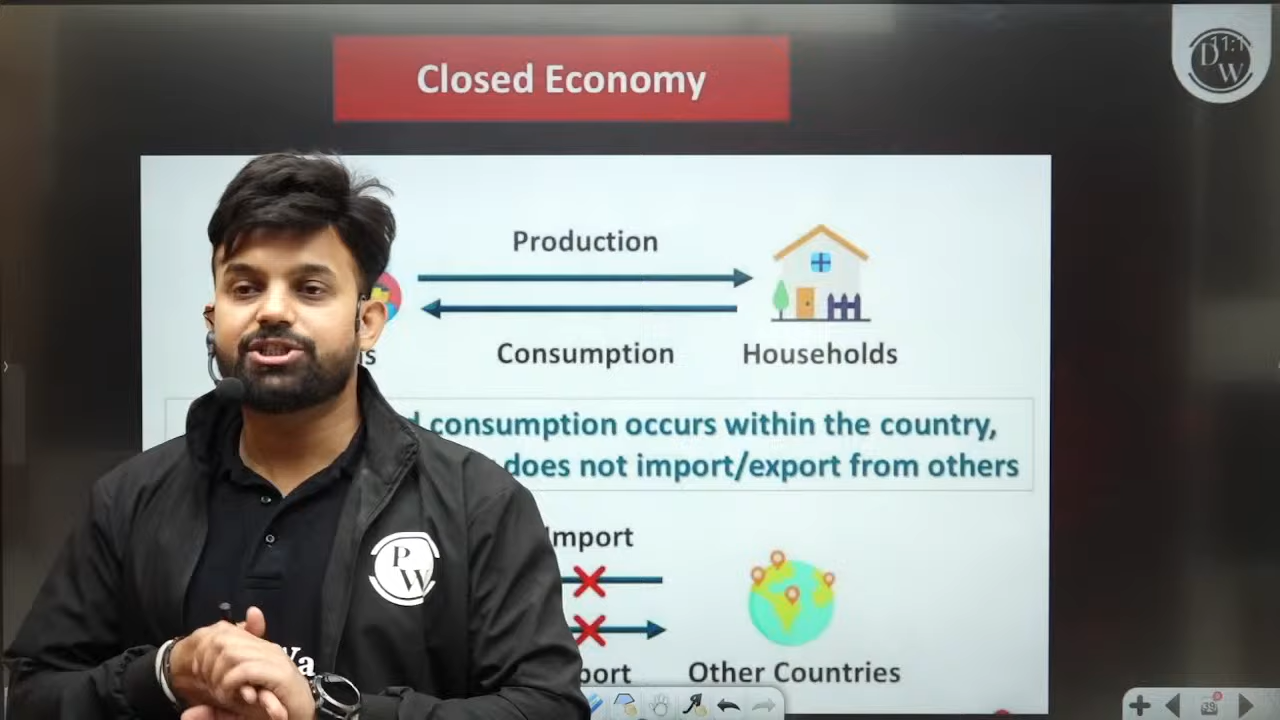 Closed Economy
Production
Consumption
Households
consumption occurs within the country,
does not import/export from others
Import
Other Countries
P
W
W